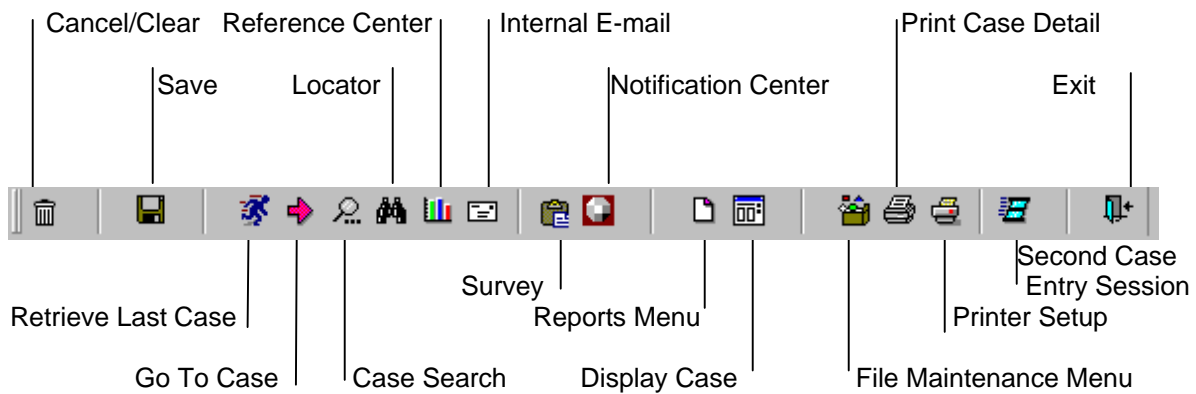 Cancel/Clear
Reference Center
Internal E-mail
Print Case Detail
Save
Locator
Notification Center
Exit
Second Case
Entry Session
Survey
Retrieve Last Case
Reports Menu
Printer Setup
Go To Case
Case Search
Display Case
File Maintenance Menu